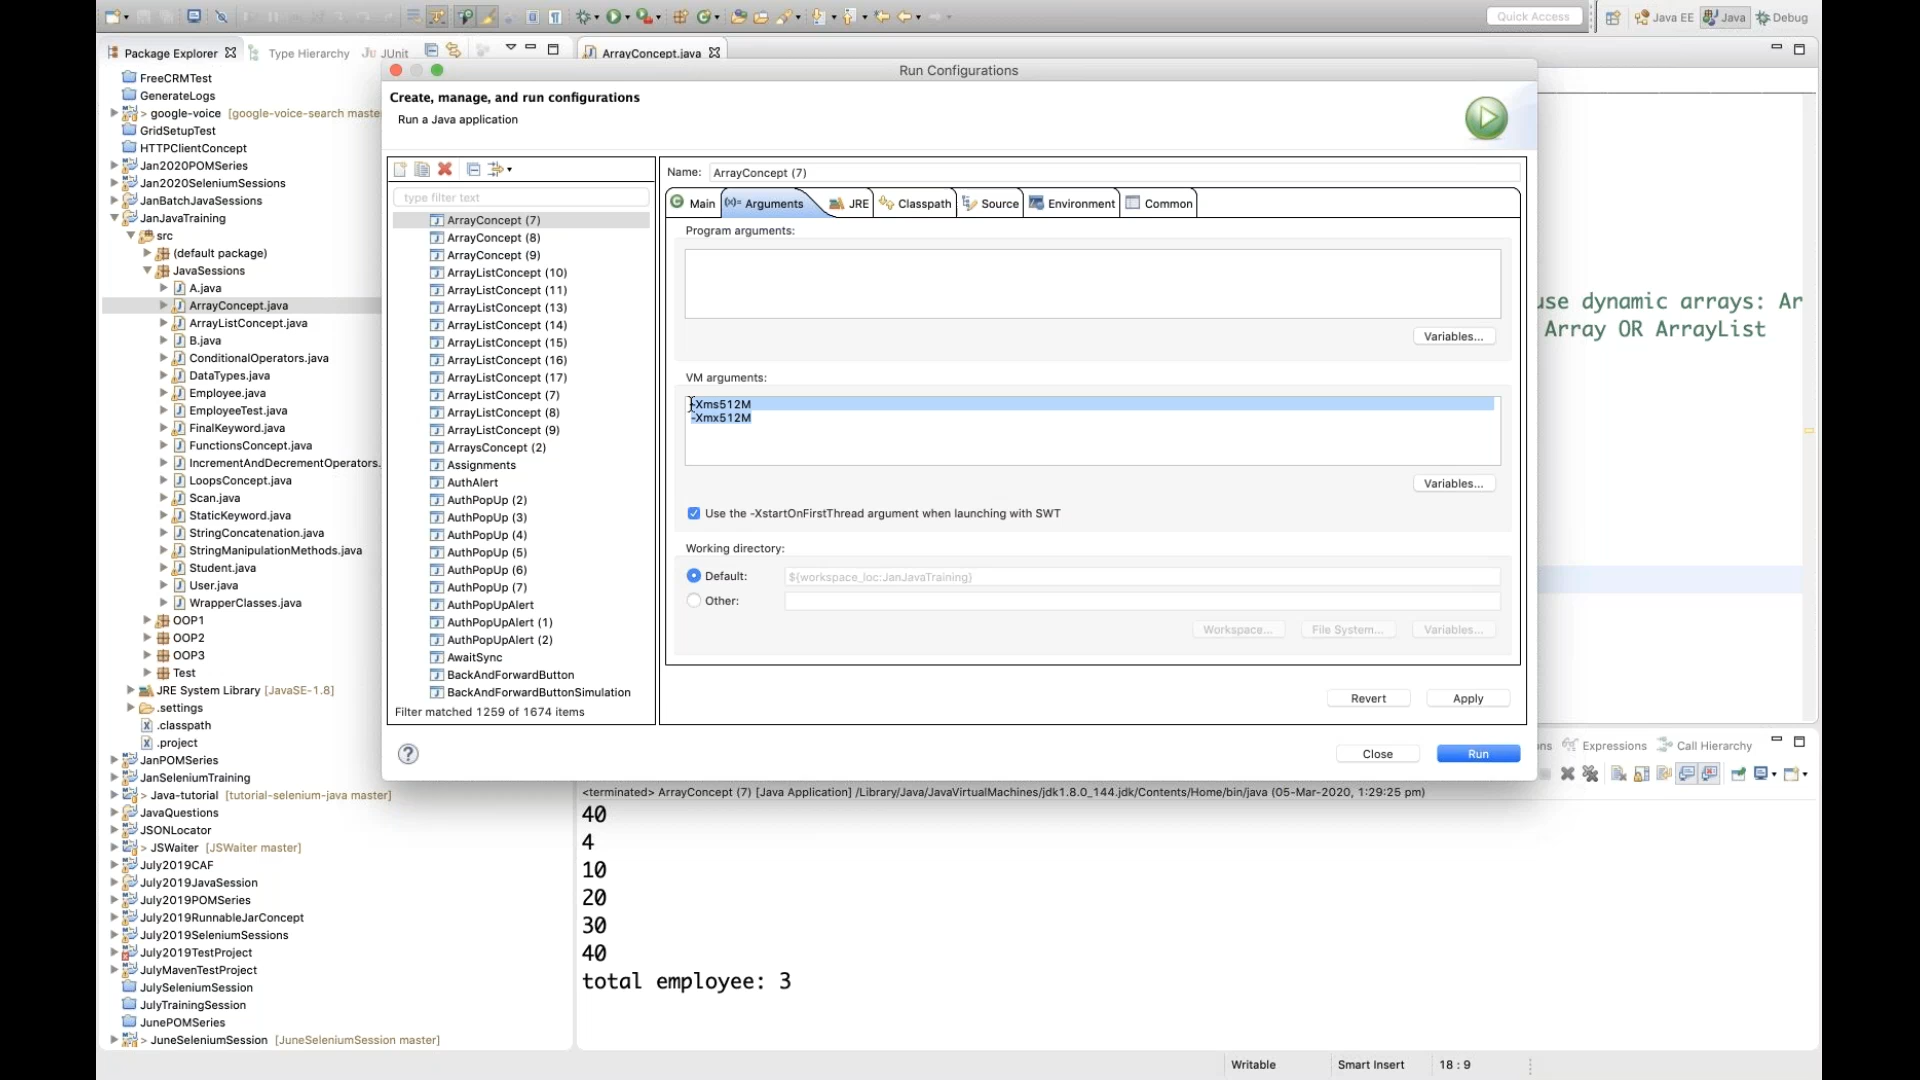 Quick Access
Java EE
Java
Debug
Package Explorer
Type Hierarchy
JUnit
ArrayConcept.java
FreeCRMTest
GenerateLogs
> google-voice [google-voice-search maste
GridSetupTest
HTTPClientConcept
Jan2020POMSeries
Jan2020SeleniumSessions
JanBatchJavaSessions
JanJavaTraining
src
(default package)
JavaSessions
A.java
ArrayConcept.java
ArrayListConcept.java
B.java
ConditionalOperators.java
DataTypes.java
Employee.java
EmployeeTest.java
FinalKeyword.java
FunctionsConcept.java
IncrementAndDecrementOperators.
LoopsConcept.java
Scan.java
StaticKeyword.java
StringConcatenation.java
StringManipulationMethods.java
Student.java
User.java
WrapperClasses.java
OOP1
OOP2
OOP3
Test
JRE System Library [JavaSE-1.8]
.settings
.classpath
.project
JanPOMSeries
JanSeleniumTraining
> Java-tutorial [tutorial-selenium-java master]
JavaQuestions
JSONLocator
> JSWaiter [JSWaiter master]
July2019CAF
July2019JavaSession
July2019POMSeries
July2019RunnableJarConcept
July2019SeleniumSessions
July2019TestProject
JulyMavenTestProject
JulySeleniumSession
JulyTrainingSession
JunePOMSeries
> JuneSeleniumSession [JuneSeleniumSession master]
Run Configurations
Create, manage, and run configurations
Run a Java application
type filter text
ArrayConcept (7)
ArrayConcept (8)
ArrayConcept (9)
ArrayListConcept (10)
ArrayListConcept (11)
ArrayListConcept (13)
ArrayListConcept (14)
ArrayListConcept (15)
ArrayListConcept (16)
ArrayListConcept (17)
ArrayListConcept (7)
ArrayListConcept (8)
ArrayListConcept (9)
ArraysConcept (2)
Assignments
AuthAlert
AuthPopUp (2)
AuthPopUp (3)
AuthPopUp (4)
AuthPopUp (5)
AuthPopUp (6)
AuthPopUp (7)
AuthPopUpAlert
AuthPopUpAlert (1)
AuthPopUpAlert (2)
AwaitSync
BackAndForwardButton
BackAndForwardButtonSimulation
Filter matched 1259 of 1674 items
Name: ArrayConcept (7)
Main
(x)= Arguments
JRE
Classpath
Source
Environment
Common
Program arguments:
Variables...
VM arguments:
-Xms512M
-Xmx512M
Variables...
Use the -XstartOnFirstThread argument when launching with SWT
Working directory:
Default: ${workspace_loc:JanJavaTraining}
Other:
Workspace...
File System...
Variables...
Revert
Apply
Close
Run
use dynamic arrays: Ar
Array OR ArrayList
ns
Expressions
Call Hierarchy
<terminated> ArrayConcept (7) [Java Application] /Library/Java/JavaVirtualMachines/jdk1.8.0_144.jdk/Contents/Home/bin/java (05-Mar-2020, 1:29:25 pm)
40
4
10
20
30
40
total employee: 3
Writable
Smart Insert
18 : 9